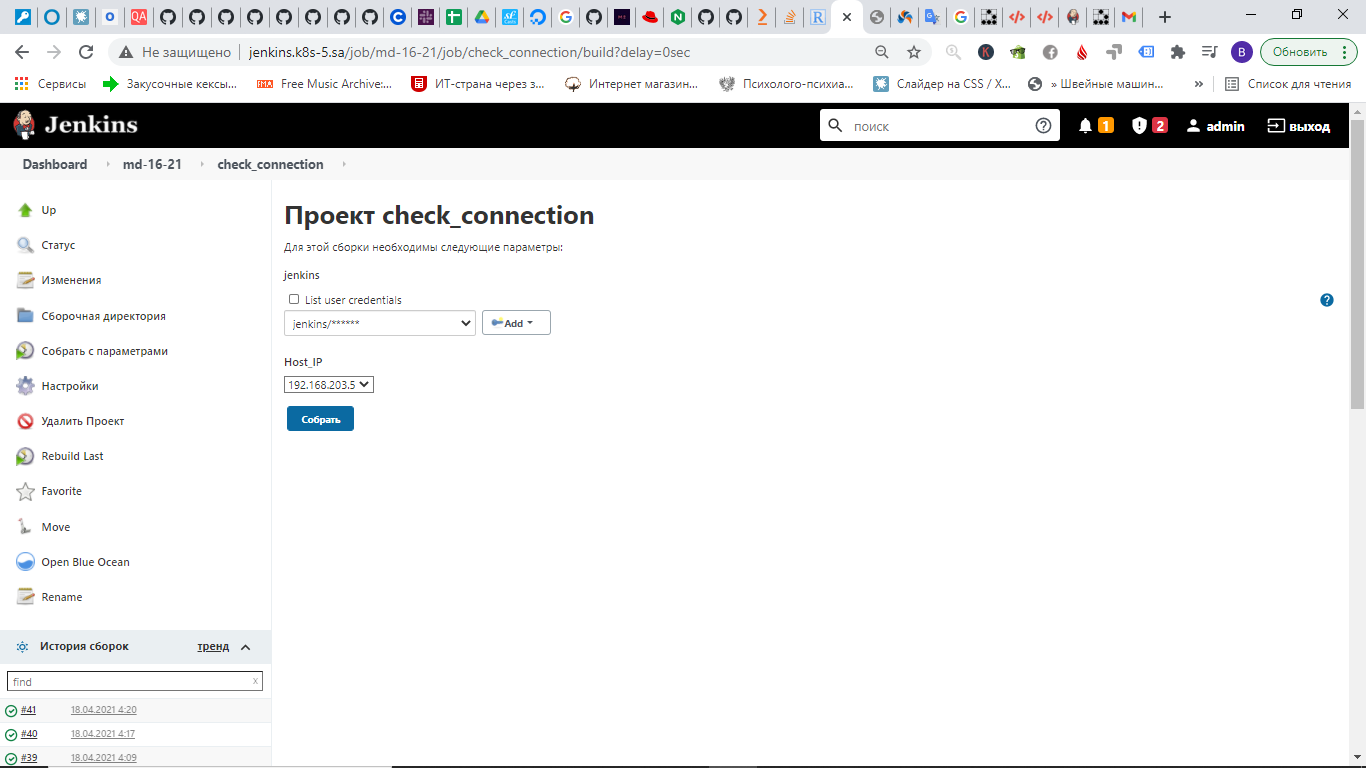 Не защищено
jenkins.k8s-5.sa/job/md-16-21/job/check_connection/build?delay=0sec
Обновить
Сервисы
Закусочные кексы...
Free Music Archive:...
ИТ-страна через з...
Интернет магазин...
Психолого-психиа...
Слайдер на CSS / X...
» Швейные машин...
»
Список для чтения
Jenkins
поиск
1
2
admin
выход
Dashboard
md-16-21
check_connection
Up
Статус
Изменения
Сборочная директория
Собрать с параметрами
Настройки
Удалить Проект
Rebuild Last
Favorite
Move
Open Blue Ocean
Rename
История сборок
тренд
find
x
#41 18.04.2021 4:20
#40 18.04.2021 4:17
#39 18.04.2021 4:09
Проект check_connection
Для этой сборки необходимы следующие параметры:
jenkins
List user credentials
jenkins/******
Add
Host_IP
192.168.203.5
Собрать